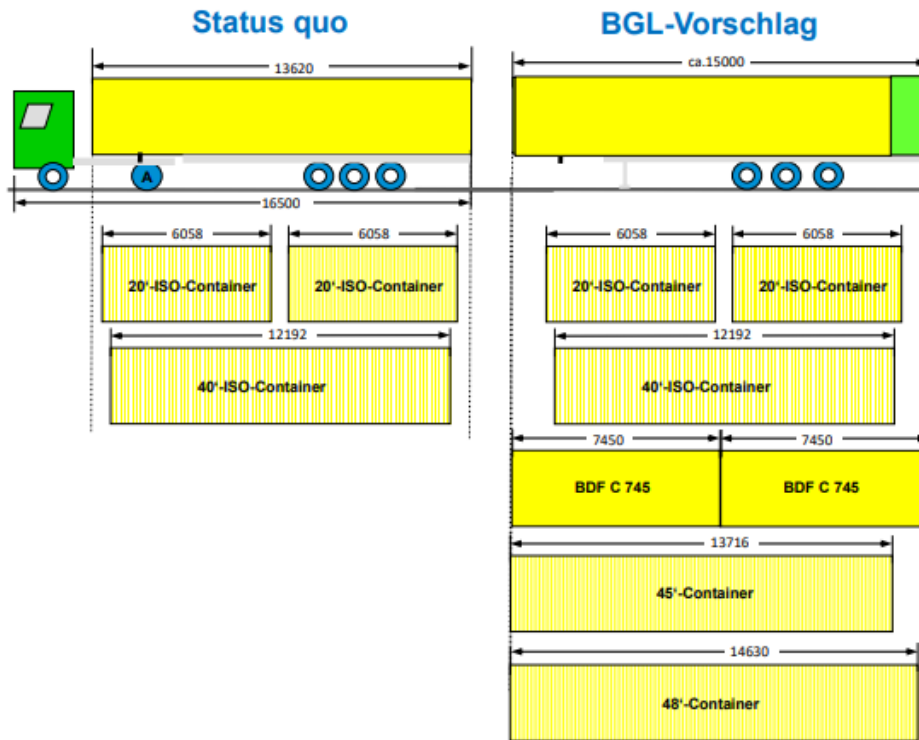 Status quo
BGL-Vorschlag
13620
ca.15000
A
16500
6058
6058
6058
6058
20‘-ISO-Container
20‘-ISO-Container
20‘-ISO-Container
20‘-ISO-Container
12192
12192
40‘-ISO-Container
40‘-ISO-Container
7450
7450
BDF C 745
BDF C 745
13716
45‘-Container
14630
48‘-Container